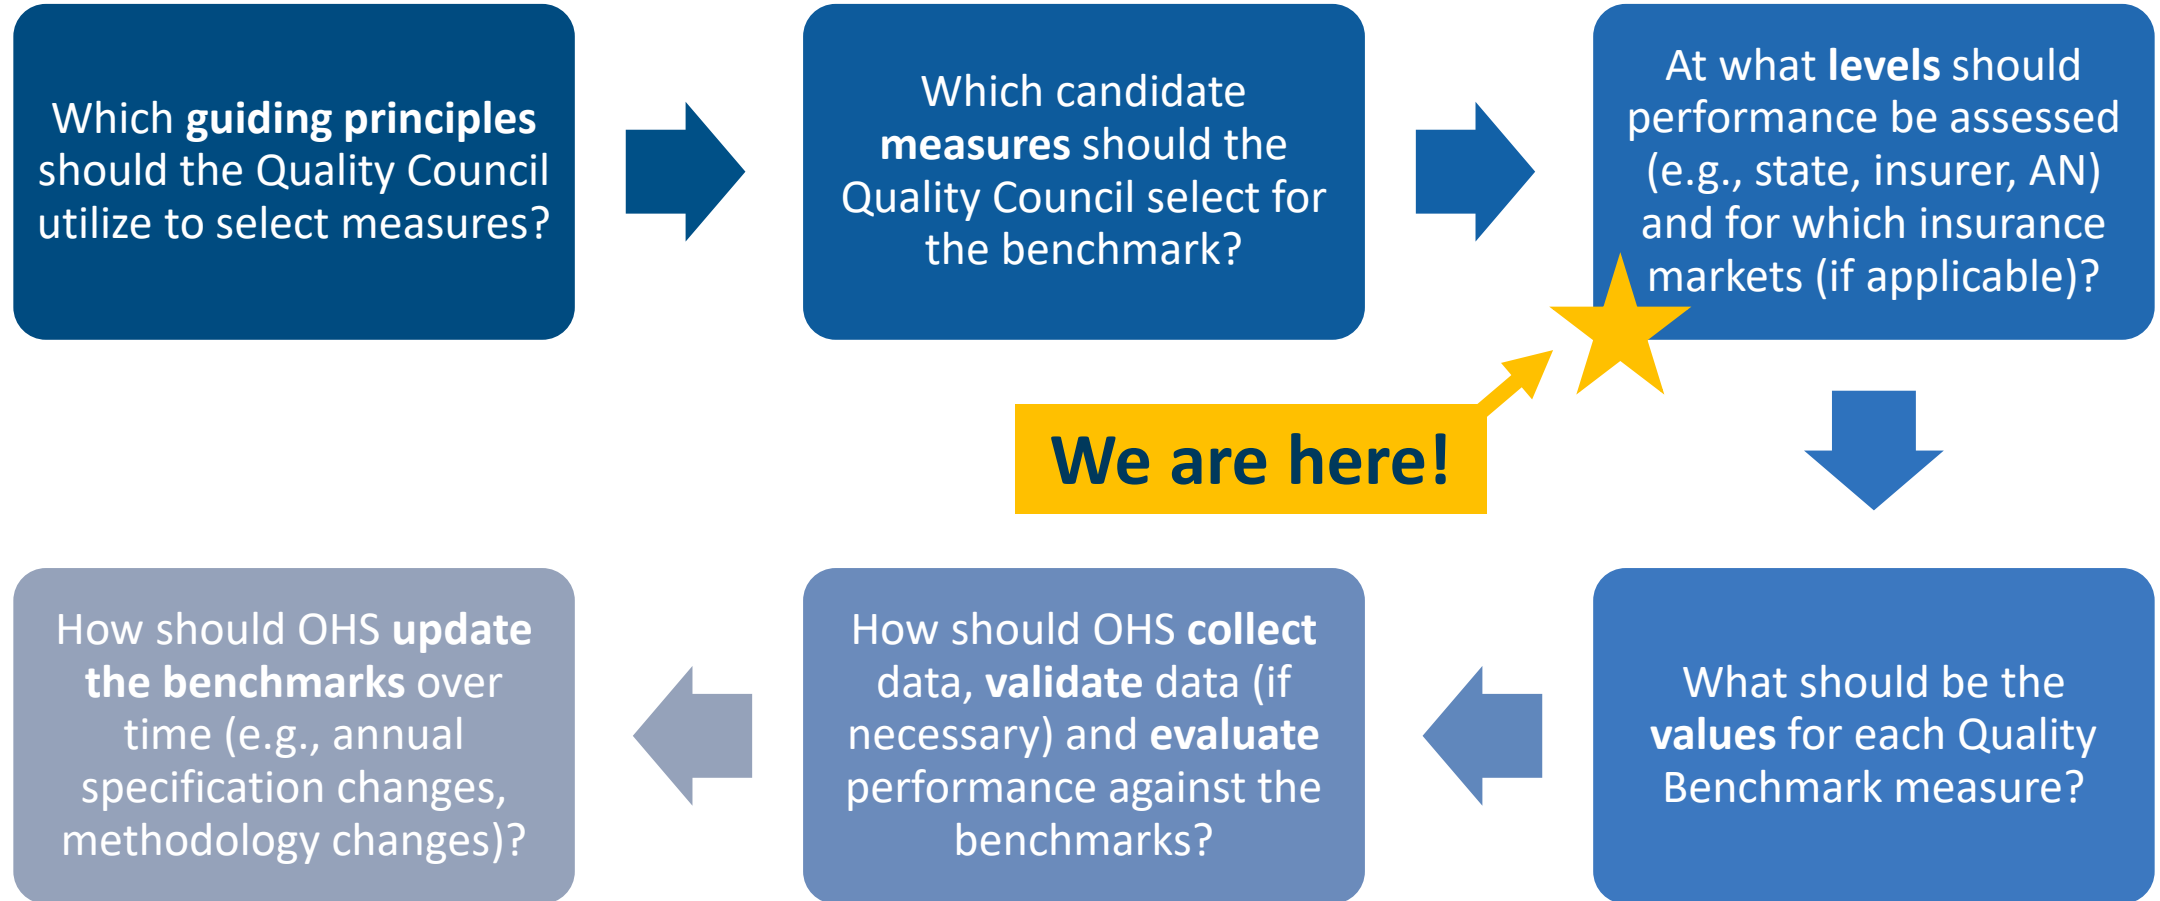 Which guiding principles
should the Quality Council
utilize to select measures?
Which candidate
measures should the
Quality Council select for
the benchmark?
At what levels should
performance be assessed
(e.g., state, insurer, AN)
and for which insurance
markets (if applicable)?
We are here!
What should be the
values for each Quality
Benchmark measure?
How should OHS collect
data, validate data (if
necessary) and evaluate
performance against the
benchmarks?
How should OHS update
the benchmarks over
time (e.g., annual
specification changes,
methodology changes)?